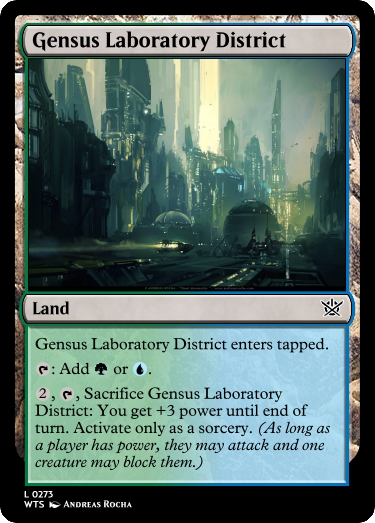 Gensus Laboratory District
Land
Gensus Laboratory District enters tapped.
: Add or .
2, , Sacrifice Gensus Laboratory
District: You get +3 power until end of
turn. Activate only as a sorcery. (As long as
a player has power, they may attack and one
creature may block them.)
L 0273
WTS Andreas Rocha